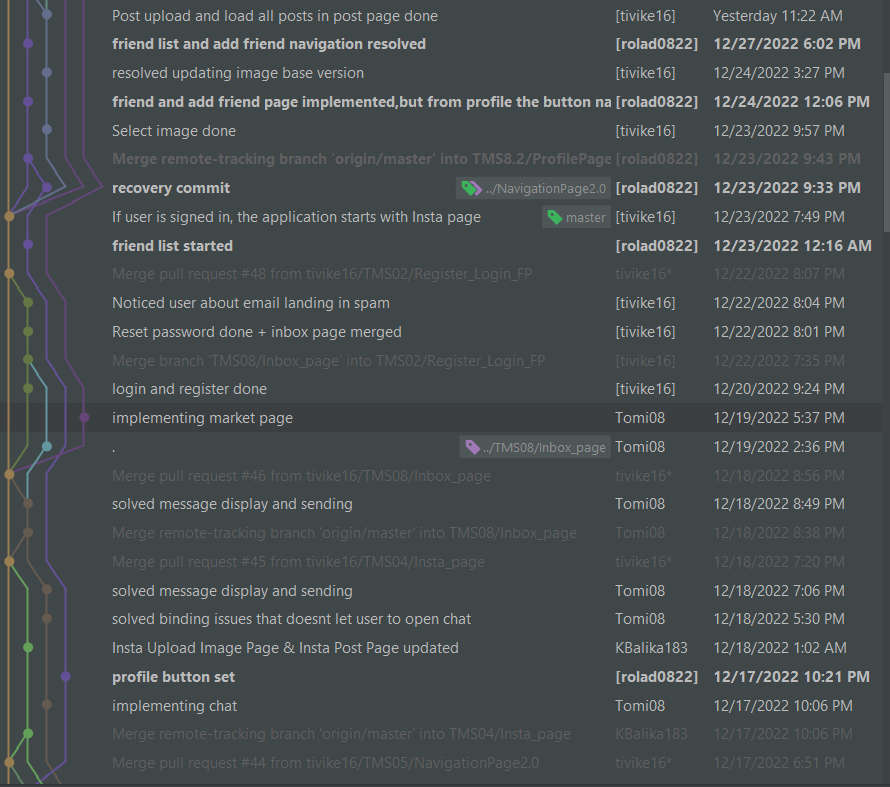 Post upload and load all posts in post page done [tivike16] Yesterday 11:22 AM
friend list and add friend navigation resolved [rolad0822] 12/27/2022 6:02 PM
resolved updating image base version [tivike16] 12/24/2022 3:27 PM
friend and add friend page implemented,but from profile the button na [rolad0822] 12/24/2022 12:06 PM
Select image done [tivike16] 12/23/2022 9:57 PM
Merge remote-tracking branch 'origin/master' into TMS8.2/ProfilePage [rolad0822] 12/23/2022 9:43 PM
recovery commit ../NavigationPage2.0 [rolad0822] 12/23/2022 9:33 PM
If user is signed in, the application starts with Insta page master [tivike16] 12/23/2022 7:49 PM
friend list started [rolad0822] 12/23/2022 12:16 AM
Merge pull request #48 from tivike16/TMS02/Register_Login_FP tivike16* 12/22/2022 8:07 PM
Noticed user about email landing in spam [tivike16] 12/22/2022 8:04 PM
Reset password done + inbox page merged [tivike16] 12/22/2022 8:01 PM
Merge branch 'TMS08/Inbox_page' into TMS02/Register_Login_FP [tivike16] 12/22/2022 7:35 PM
login and register done [tivike16] 12/20/2022 9:24 PM
implementing market page Tomi08 12/19/2022 5:37 PM
. ../TMS08/Inbox_page Tomi08 12/19/2022 2:36 PM
Merge pull request #46 from tivike16/TMS08/Inbox_page tivike16* 12/18/2022 8:56 PM
solved message display and sending Tomi08 12/18/2022 8:49 PM
Merge remote-tracking branch 'origin/master' into TMS08/Inbox_page Tomi08 12/18/2022 8:38 PM
Merge pull request #45 from tivike16/TMS04/Insta_page tivike16* 12/18/2022 7:20 PM
solved message display and sending Tomi08 12/18/2022 7:06 PM
solved binding issues that doesnt let user to open chat Tomi08 12/18/2022 5:30 PM
Insta Upload Image Page & Insta Post Page updated KBalika183 12/18/2022 1:02 AM
profile button set [rolad0822] 12/17/2022 10:21 PM
implementing chat Tomi08 12/17/2022 10:06 PM
Merge remote-tracking branch 'origin/master' into TMS04/Insta_page KBalika183 12/17/2022 10:06 PM
Merge pull request #44 from tivike16/TMS05/NavigationPage2.0 tivike16* 12/17/2022 6:51 PM